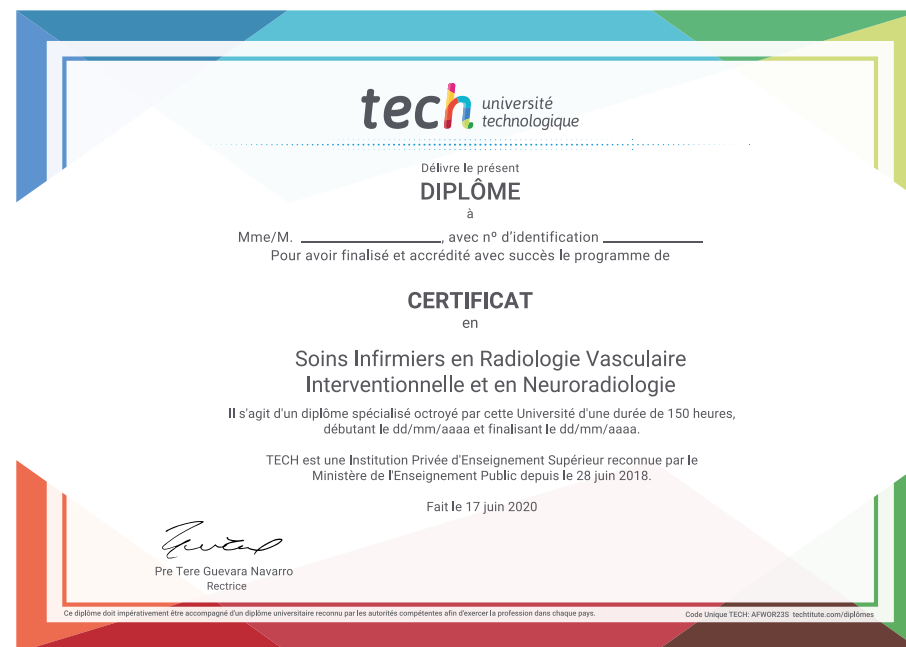 tech université
technologique
Délivre le présent
DIPLÔME
à
Mme/M. ____________________, avec nº d'identification ______________
Pour avoir finalisé et accrédité avec succès le programme de
CERTIFICAT
en
Soins Infirmiers en Radiologie Vasculaire
Interventionnelle et en Neuroradiologie
Il s'agit d'un diplôme spécialisé octroyé par cette Université d'une durée de 150 heures,
débutant le dd/mm/aaaa et finalisant le dd/mm/aaaa.
TECH est une Institution Privée d'Enseignement Supérieur reconnue par le
Ministère de l'Enseignement Public depuis le 28 juin 2018.
Fait le 17 juin 2020
Pre Tere Guevara Navarro
Rectrice
Ce diplôme doit impérativement être accompagné d'un diplôme universitaire reconnu par les autorités compétentes afin d'exercer la profession dans chaque pays.
Code Unique TECH: AFWOR23S techtitute.com/diplômes